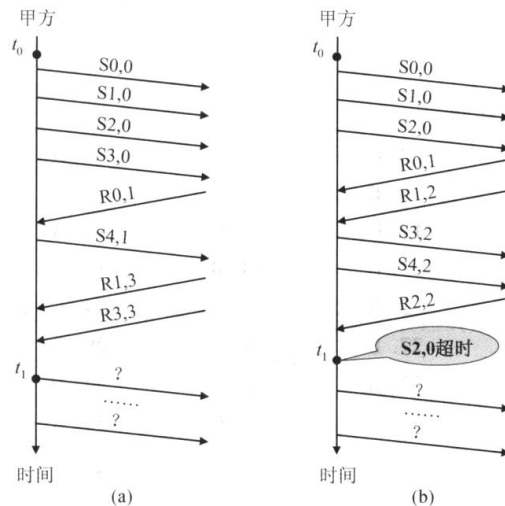 甲方
t0
S0,0
S1,0
S2,0
S3,0
R0,1
S4,1
R1,3
R3,3
t1
?
……
?
时间
(a)
甲方
t0
S0,0
S1,0
S2,0
R0,1
R1,2
S3,2
S4,2
R2,2
t1
S2,0超时
?
……
?
时间
(b)